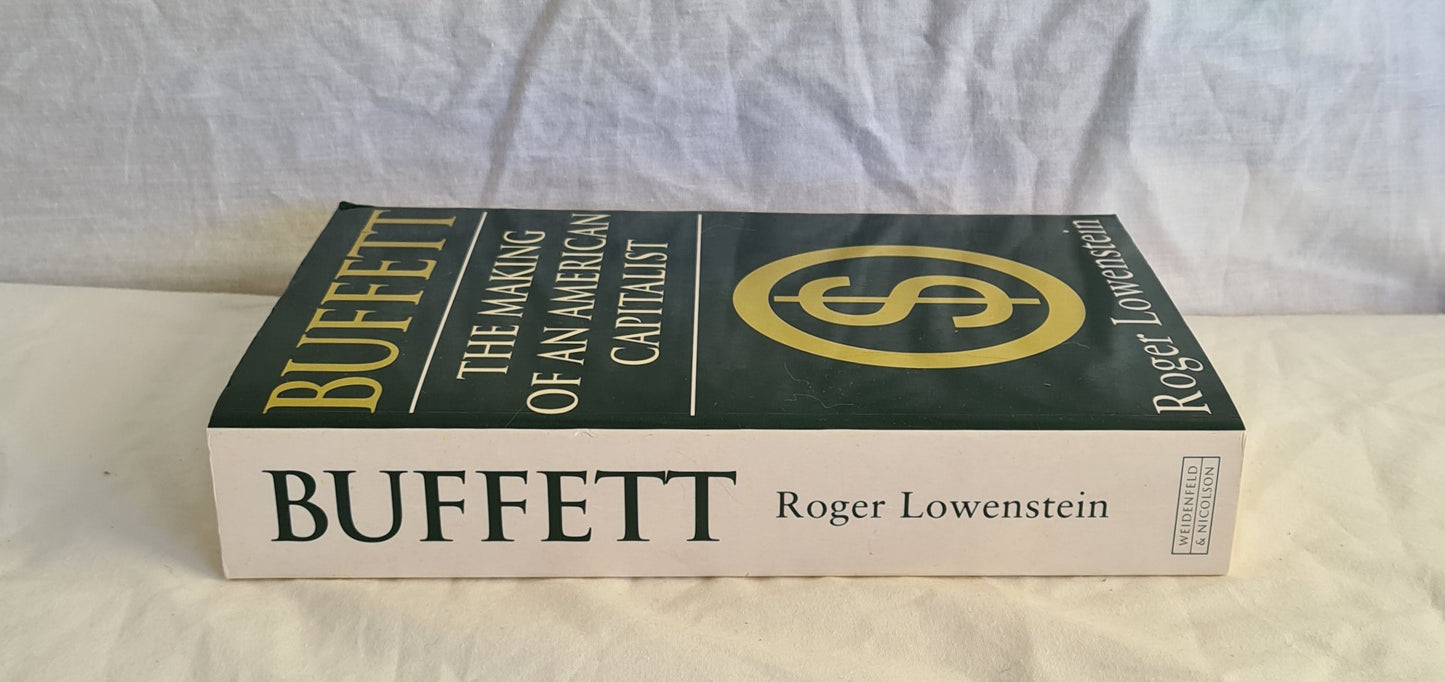 BUFFETT
THE MAKING
OF AN AMERICAN
CAPITALIST
$
Roger Lowenstein
BUFFETT
Roger Lowenstein
WEIDENFELD
& NICOLSON